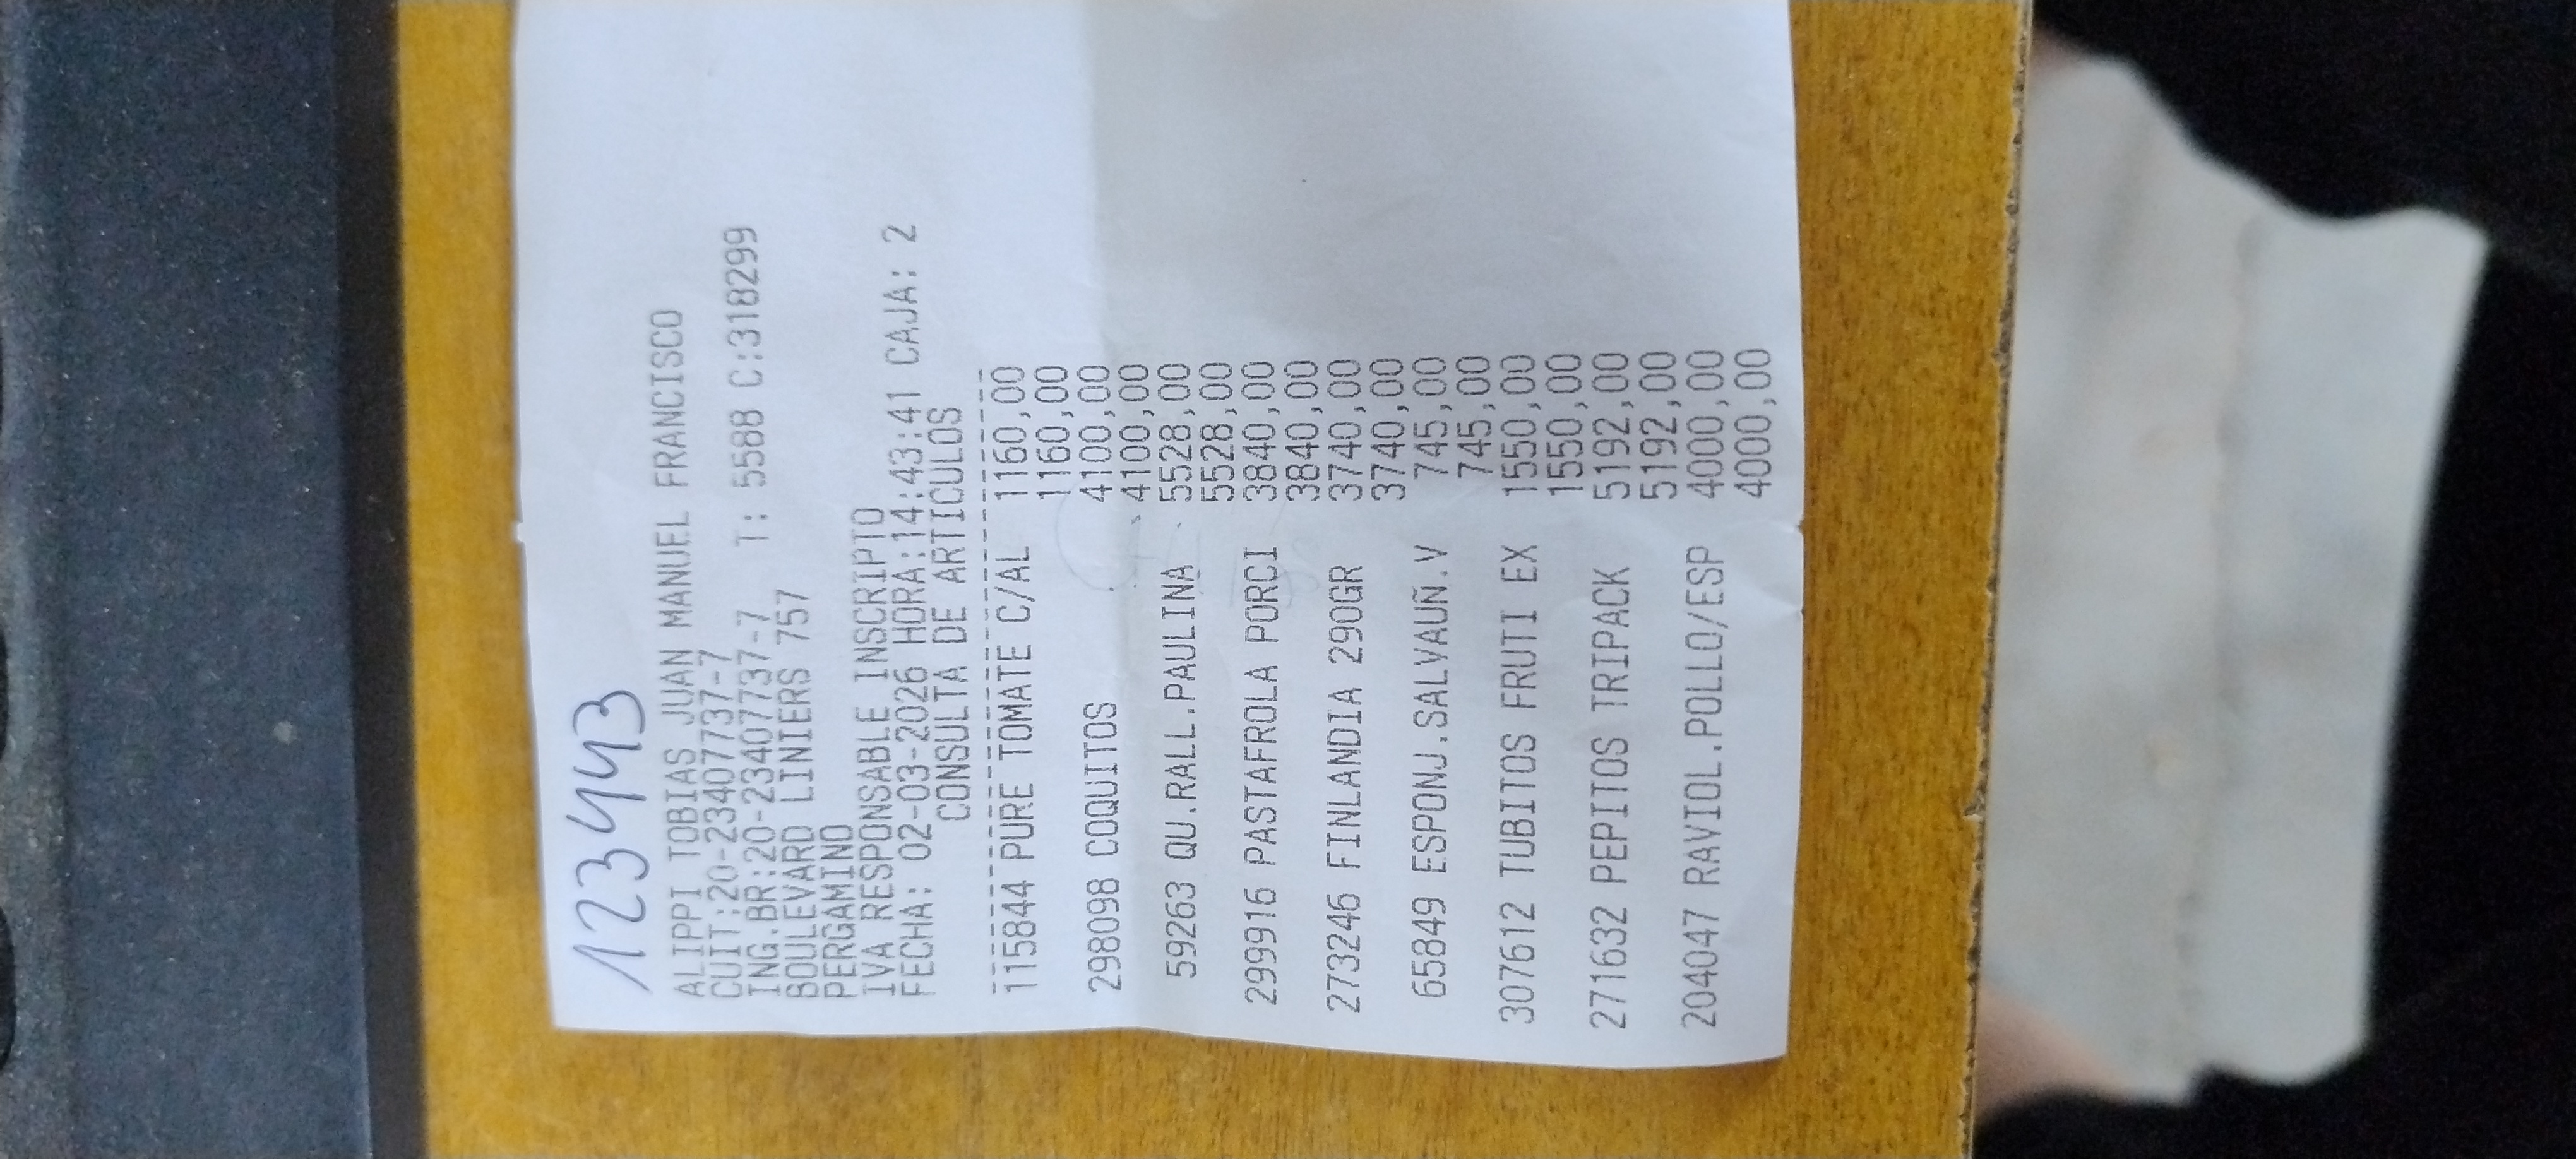 123443
ALIPPI TOBIAS JUAN MANUEL FRANCISCO
CUIT:20-23407737-7
ING.BR:20-23407737-7 T: 5588 C:318299
BOULEVARD LINIERS 757
PERGAMINO
IVA RESPONSABLE INSCRIPTO
FECHA: 02-03-2026 HORA:14:43:41 CAJA: 2
CONSULTA DE ARTICULOS
115844 PURE TOMATE C/AL 1160,00
1160,00
298098 COQUITOS 4100,00
4100,00
59263 QU.RALL.PAULINA 5528,00
5528,00
299916 PASTAFROLA PORCI 3840,00
3840,00
273246 FINLANDIA 290GR 3740,00
3740,00
65849 ESPONJ.SALVAUÑ.V 745,00
745,00
307612 TUBITOS FRUTI EX 1550,00
1550,00
271632 PEPITOS TRIPACK 5192,00
5192,00
204047 RAVIOL.POLLO/ESP 4000,00
4000,00